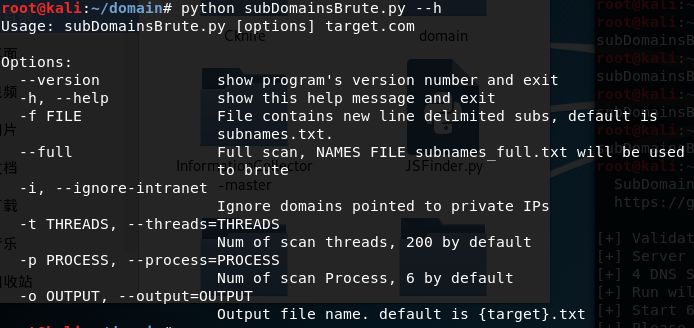 root@kali:~/domain# python subDomainsBrute.py --h
Usage: subDomainsBrute.py [options] target.com
Options:
--version show program's version number and exit
-h, --help show this help message and exit
-f FILE File contains new line delimited subs, default is
subnames.txt.
--full Full scan, NAMES FILE subnames_full.txt will be used
to brute
-i, --ignore-intranet
Ignore domains pointed to private IPs
-t THREADS, --threads=THREADS
Num of scan threads, 200 by default
-p PROCESS, --process=PROCESS
Num of scan Process, 6 by default
-o OUTPUT, --output=OUTPUT
Output file name. default is {target}.txt
Cknife
domain
InformationCollector
-master
JSFinder.py
root@kali
subDomainsB
subDomainsB
subDomainsB
root@kali:
subDomainsB
root@kali:
SubDomain
https://g
[+] Validat
[+] Server
[+] 4 DNS S
[+] Run wil
[+] Start 6
[+] Please